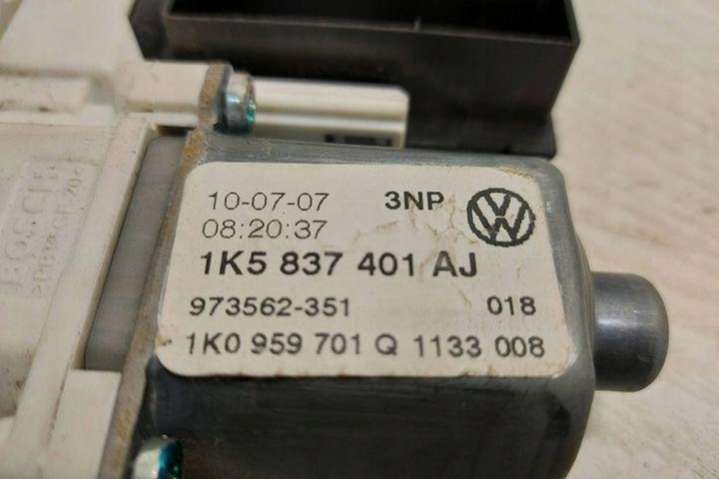 10-07-07 3NP
08:20:37
1K5 837 401 AJ
973562-351 018
1K0 959 701 Q 1133 008
BOSCH